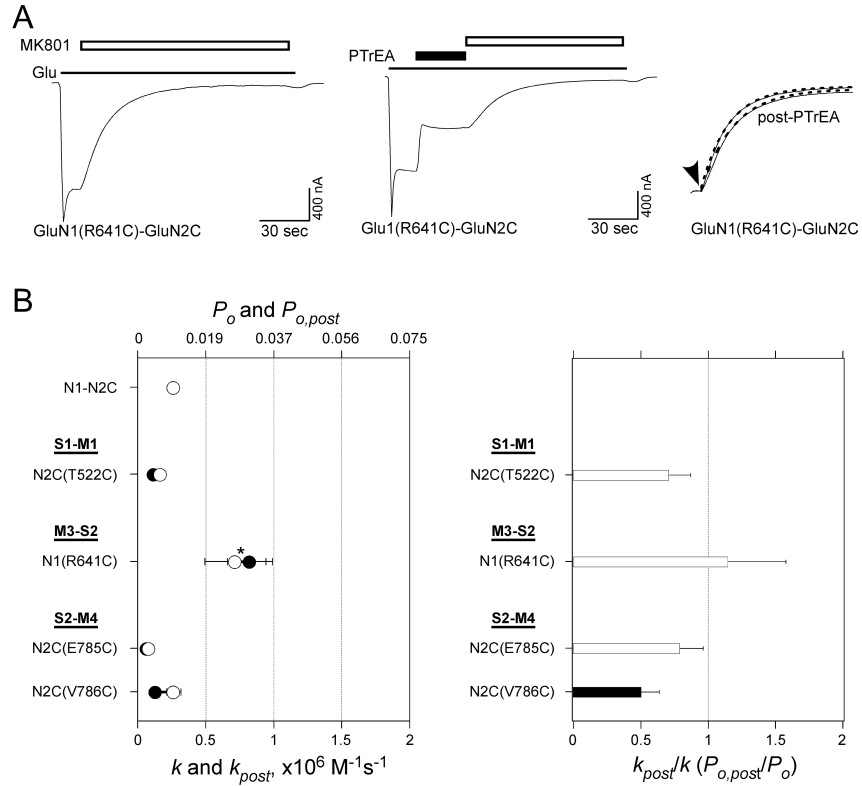 A
MK801
Glu
400 nA
30 sec
GluN1(R641C)-GluN2C
PTrEA
400 nA
30 sec
Glu1(R641C)-GluN2C
post-PTrEA
GluN1(R641C)-GluN2C
B
Po and Po,post
0 0.019 0.037 0.056 0.075
N1-N2C
S1-M1
N2C(T522C)
M3-S2
N1(R641C)
*
S2-M4
N2C(E785C)
N2C(V786C)
0 0.5 1 1.5 2
k and kpost, x10⁶ M⁻¹s⁻¹
S1-M1
N2C(T522C)
M3-S2
N1(R641C)
S2-M4
N2C(E785C)
N2C(V786C)
0 0.5 1 1.5 2
kpost/k (Po,post/Po)